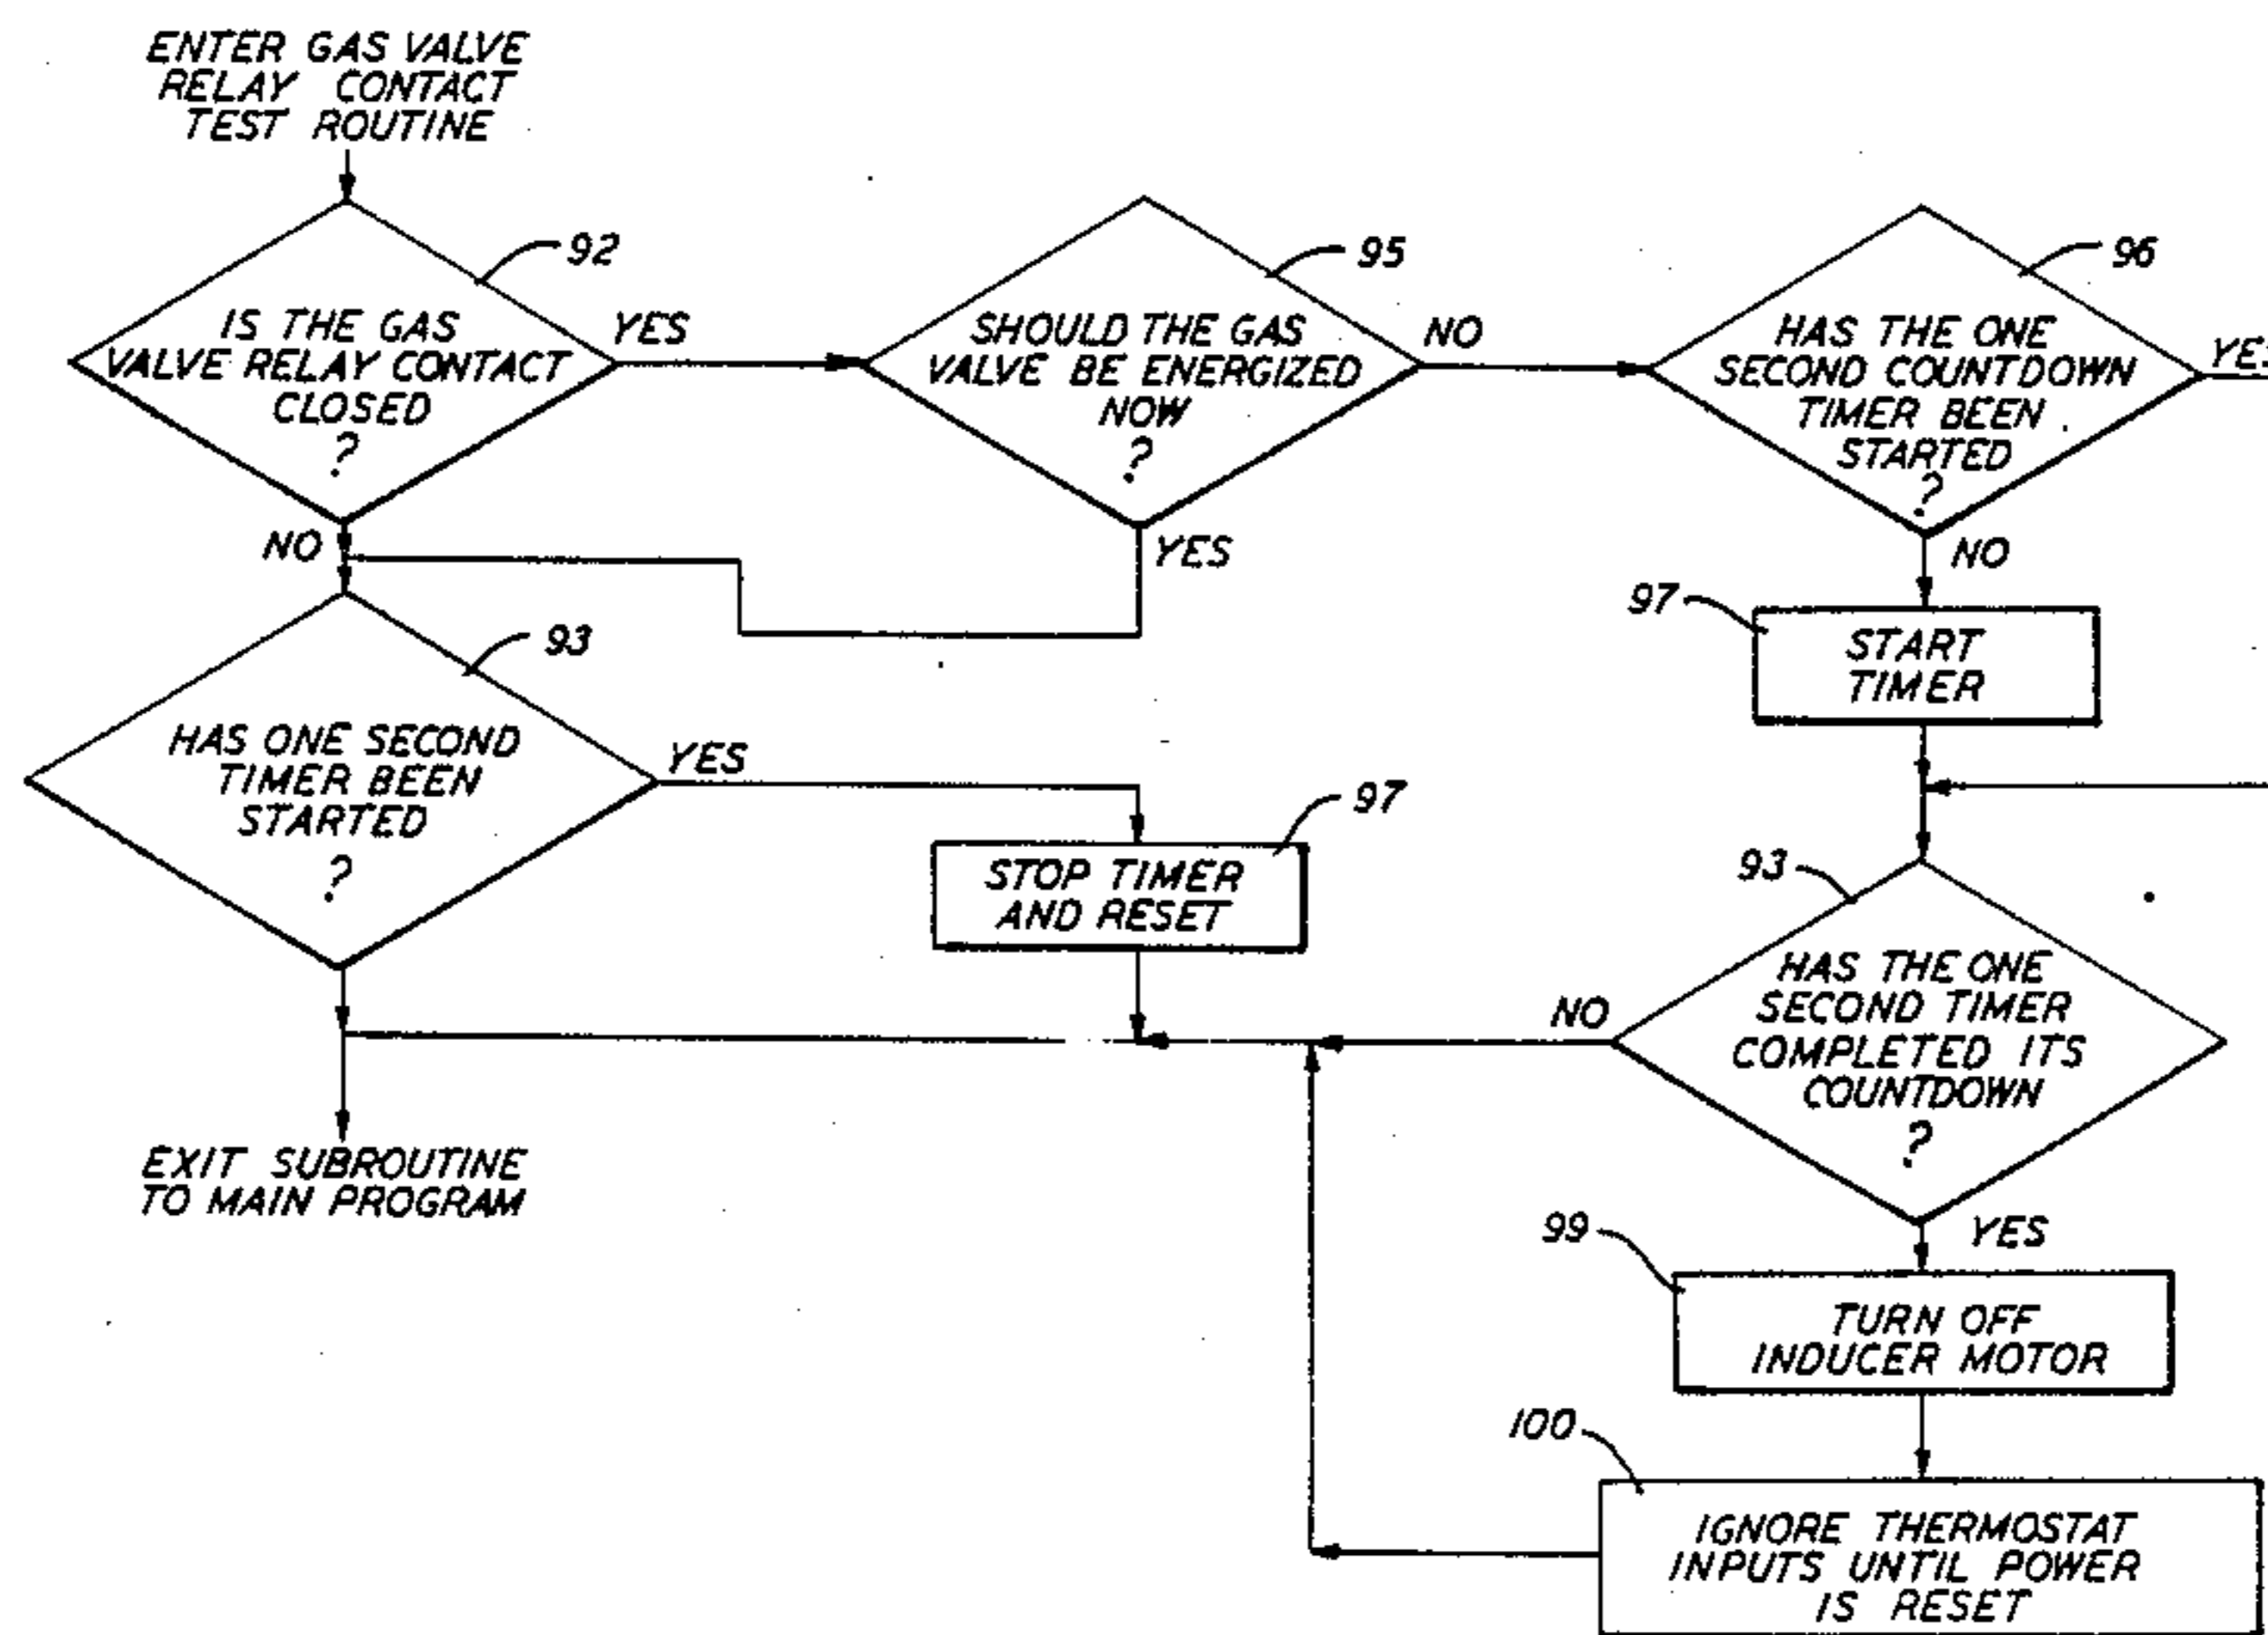 ENTER GAS VALVE
RELAY CONTACT
TEST ROUTINE
92
IS THE GAS
VALVE RELAY CONTACT
CLOSED
?
YES
NO
95
SHOULD THE GAS
VALVE BE ENERGIZED
NOW
?
NO
YES
96
HAS THE ONE
SECOND COUNTDOWN
TIMER BEEN
STARTED
?
YES
NO
97
START
TIMER
93
HAS ONE SECOND
TIMER BEEN
STARTED
?
YES
97
STOP TIMER
AND RESET
93
HAS THE ONE
SECOND TIMER
COMPLETED ITS
COUNTDOWN
?
NO
YES
EXIT SUBROUTINE
TO MAIN PROGRAM
99
TURN OFF
INDUCER MOTOR
100
IGNORE THERMOSTAT
INPUTS UNTIL POWER
IS RESET